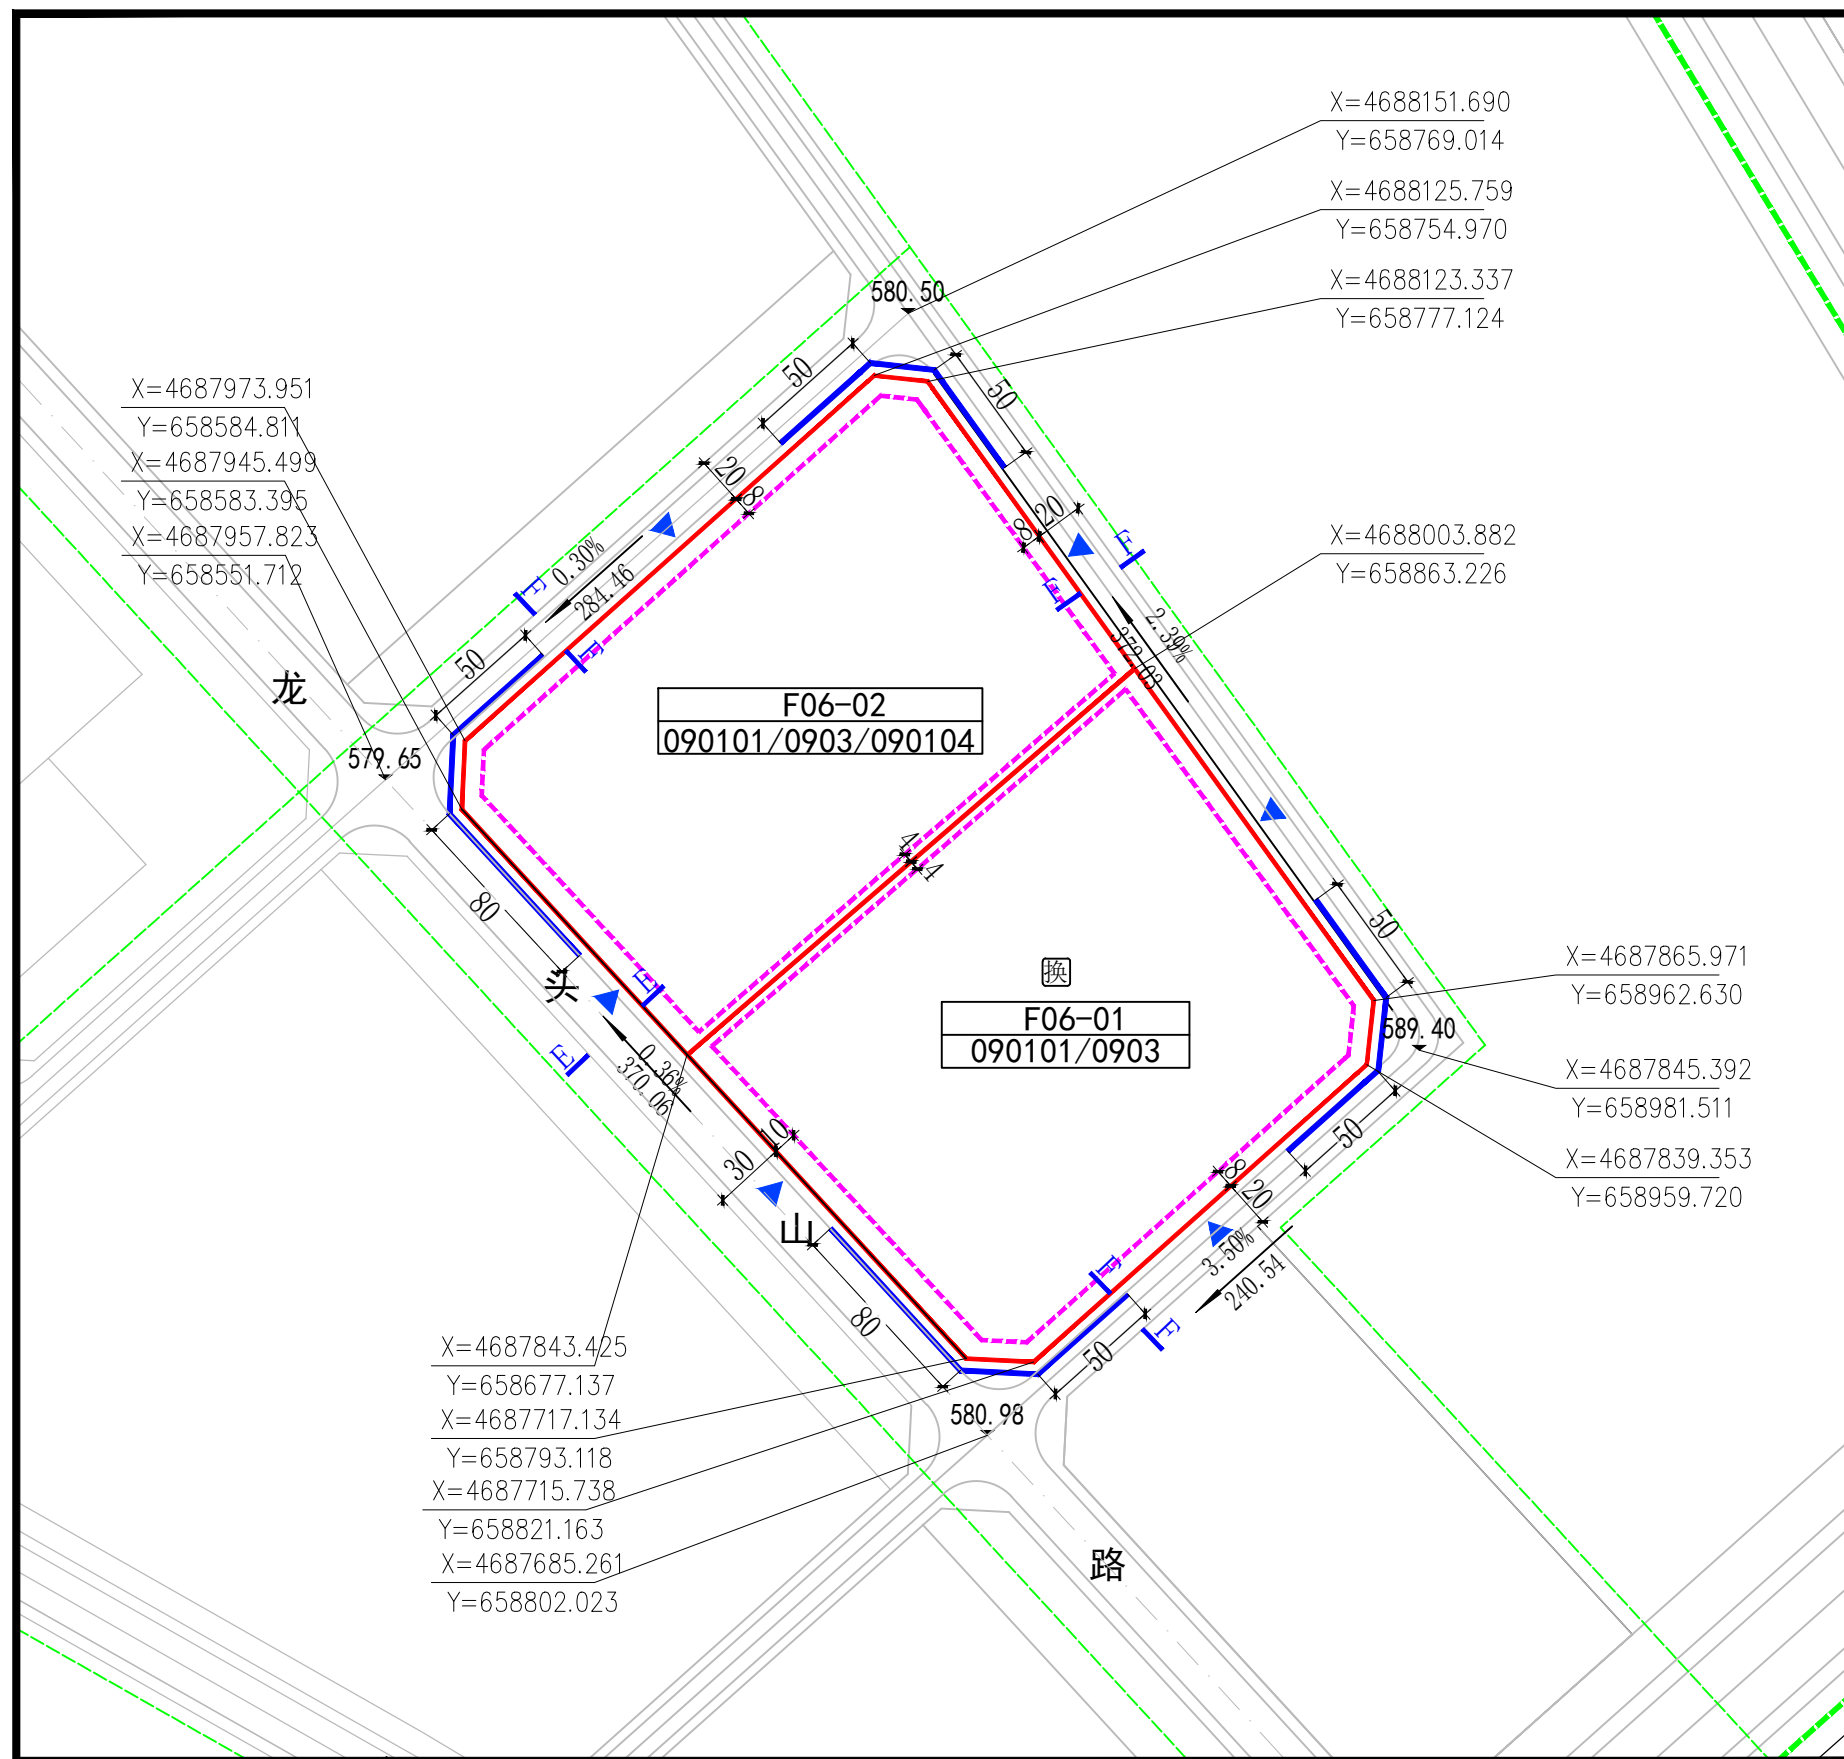 X=4688151.690
Y=658769.014
X=4688125.759
Y=658754.970
X=4688123.337
Y=658777.124
580.50
50
50
X=4687973.951
Y=658584.811
X=4687945.499
Y=658583.395
X=4687957.823
Y=658551.712
20
8
20
8
X=4688003.882
Y=658863.226
F
F
F
F
0.30%
284.46
2.39%
372.03
50
龙
579.65
F06-02
090101/0903/090104
4
4
80
50
头
E
E
换
F06-01
090101/0903
X=4687865.971
Y=658962.630
589.40
X=4687845.392
Y=658981.511
0.36%
370.06
10
30
50
X=4687839.353
Y=658959.720
8
20
山
3.50%
240.54
F
F
80
50
X=4687843.425
Y=658677.137
X=4687717.134
Y=658793.118
580.98
X=4687715.738
Y=658821.163
X=4687685.261
Y=658802.023
路